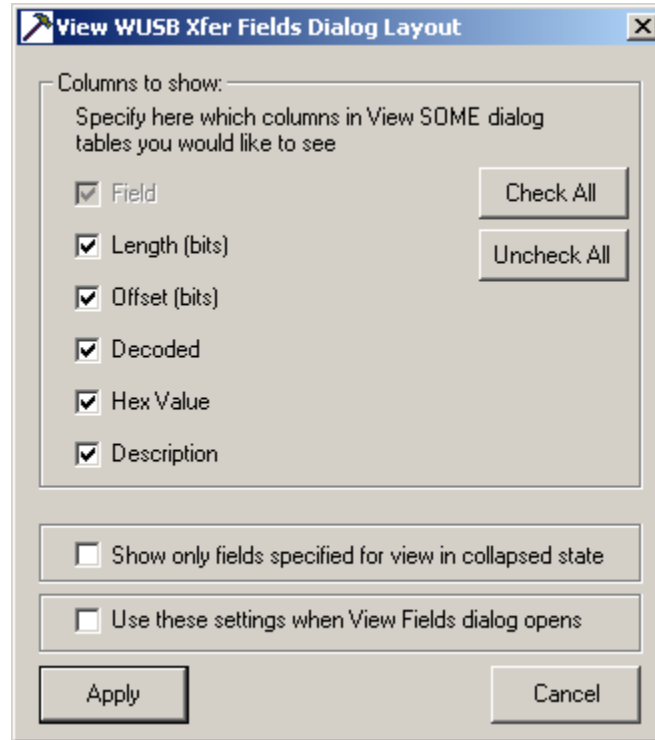 View WUSB Xfer Fields Dialog Layout
Columns to show:
Specify here which columns in View SOME dialog
tables you would like to see
Field
Check All
Length (bits)
Uncheck All
Offset (bits)
Decoded
Hex Value
Description
Show only fields specified for view in collapsed state
Use these settings when View Fields dialog opens
Apply
Cancel